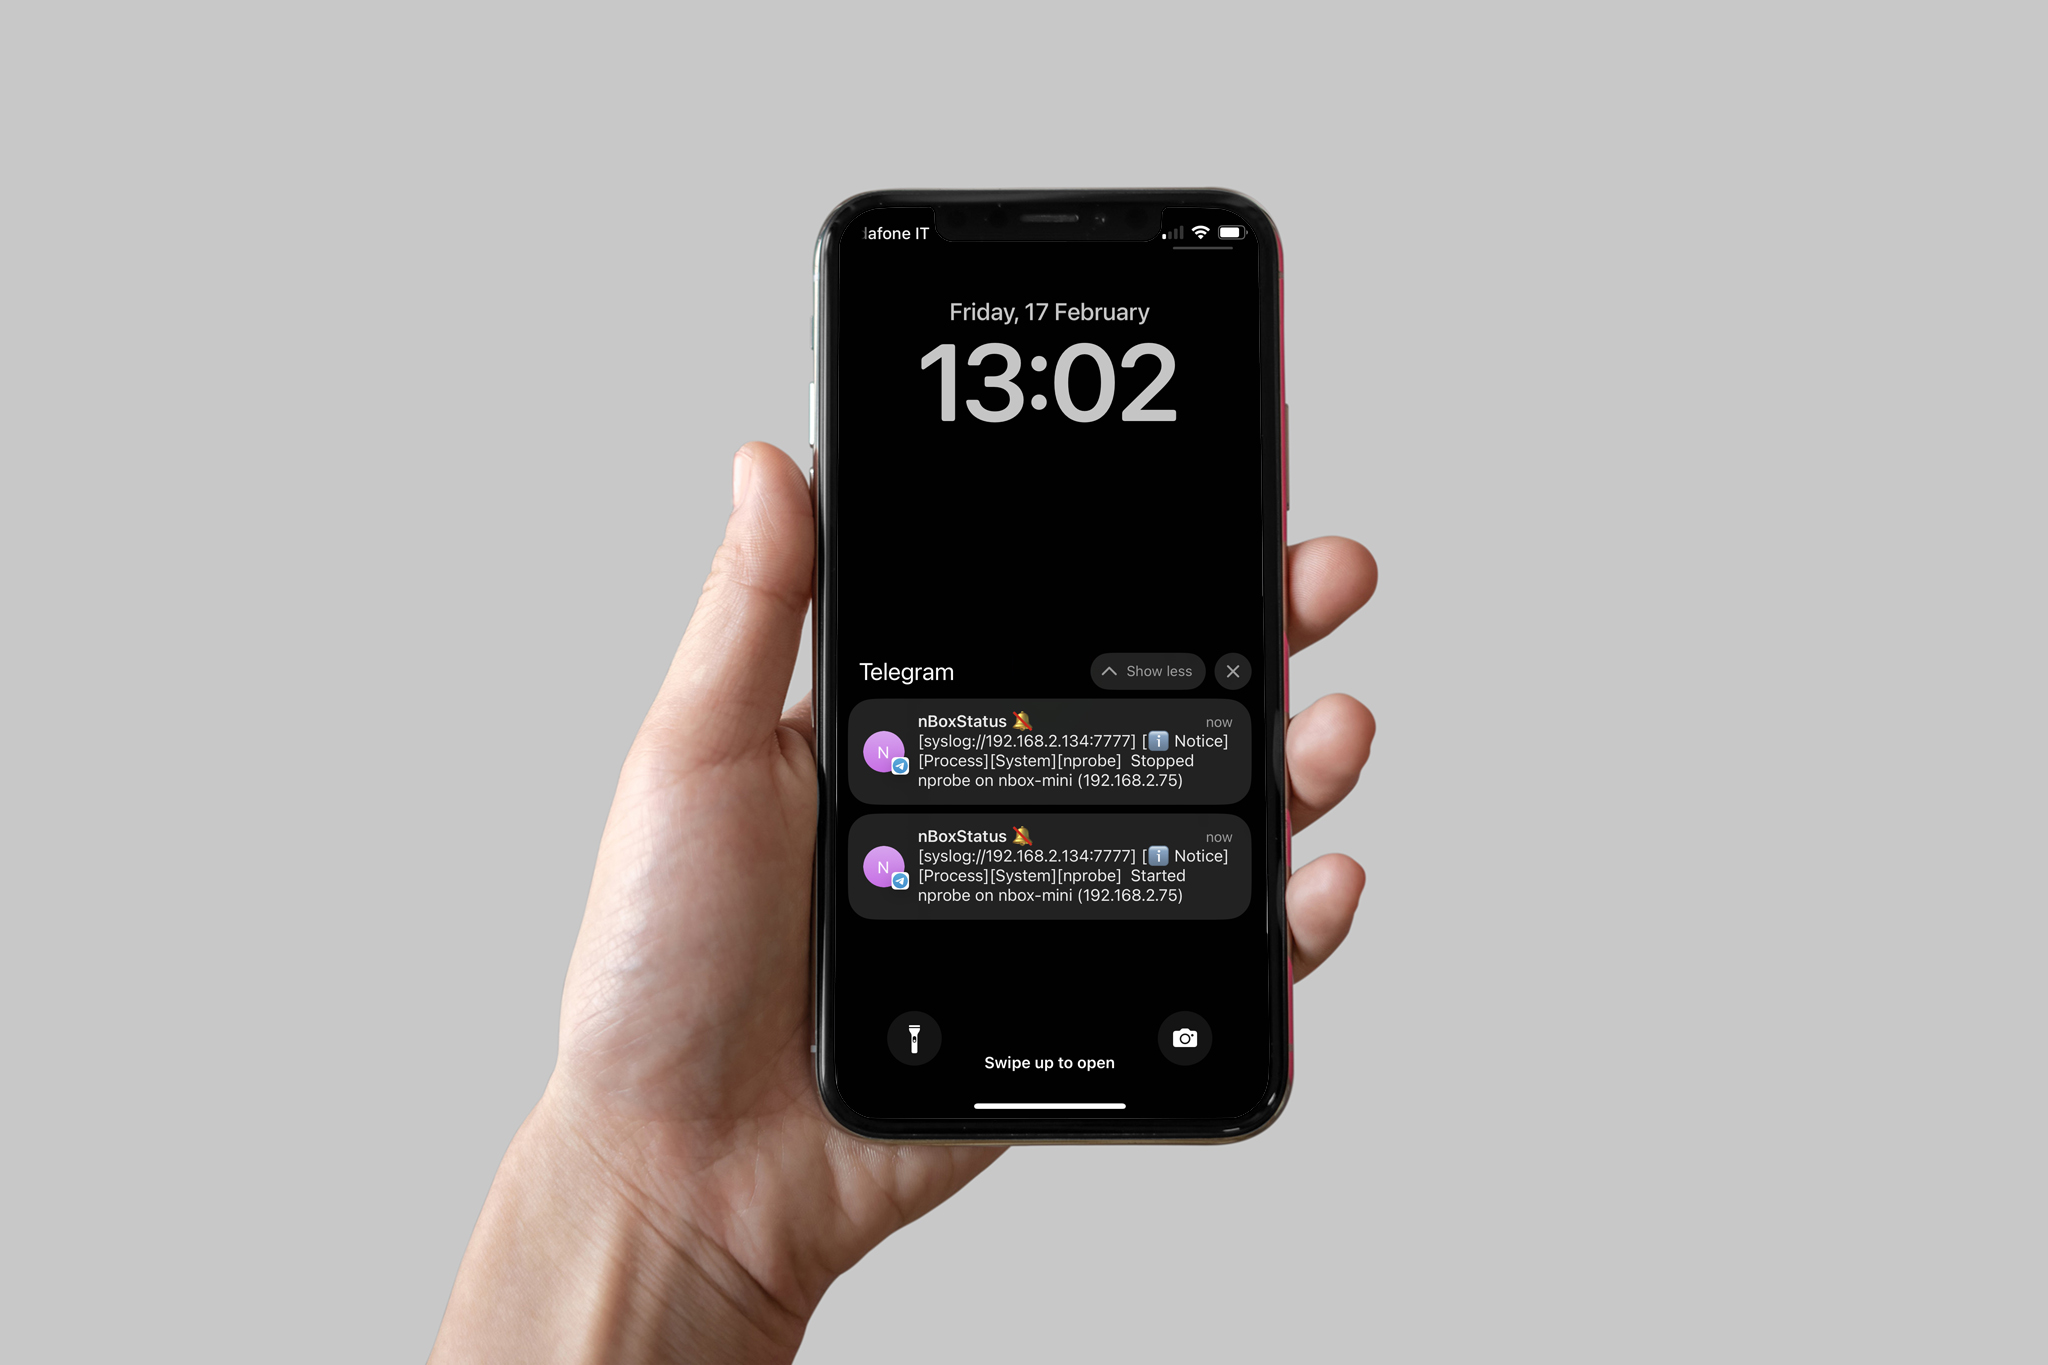 dafone IT
Friday, 17 February
13:02
Telegram
Show less
nBoxStatus 🔕
now
[syslog://192.168.2.134:7777] [ℹ️ Notice]
[Process][System][nprobe] Stopped
nprobe on nbox-mini (192.168.2.75)
N
nBoxStatus 🔕
now
[syslog://192.168.2.134:7777] [ℹ️ Notice]
[Process][System][nprobe] Started
nprobe on nbox-mini (192.168.2.75)
N
Swipe up to open